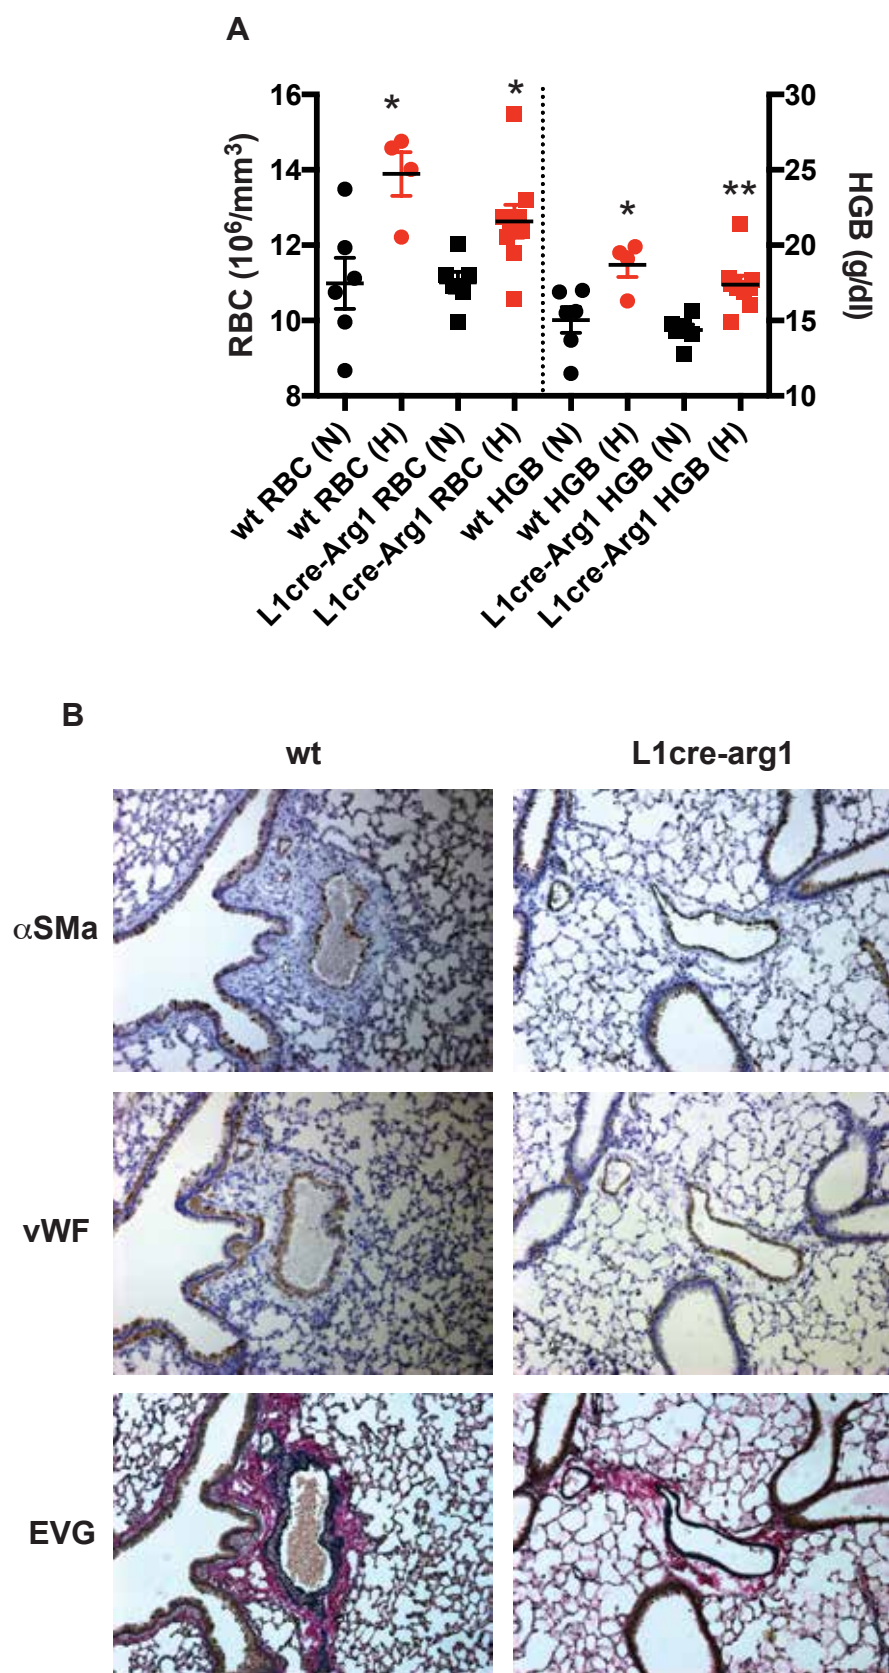 A
*
*
*
**
16
14
12
10
8
RBC (10⁶/mm³)
30
25
20
15
10
HGB (g/dl)
wt RBC (N)
wt RBC (H)
L1cre-Arg1 RBC (N)
L1cre-Arg1 RBC (H)
wt HGB (N)
wt HGB (H)
L1cre-Arg1 HGB (N)
L1cre-Arg1 HGB (H)
B
wt
L1cre-arg1
αSMa
vWF
EVG